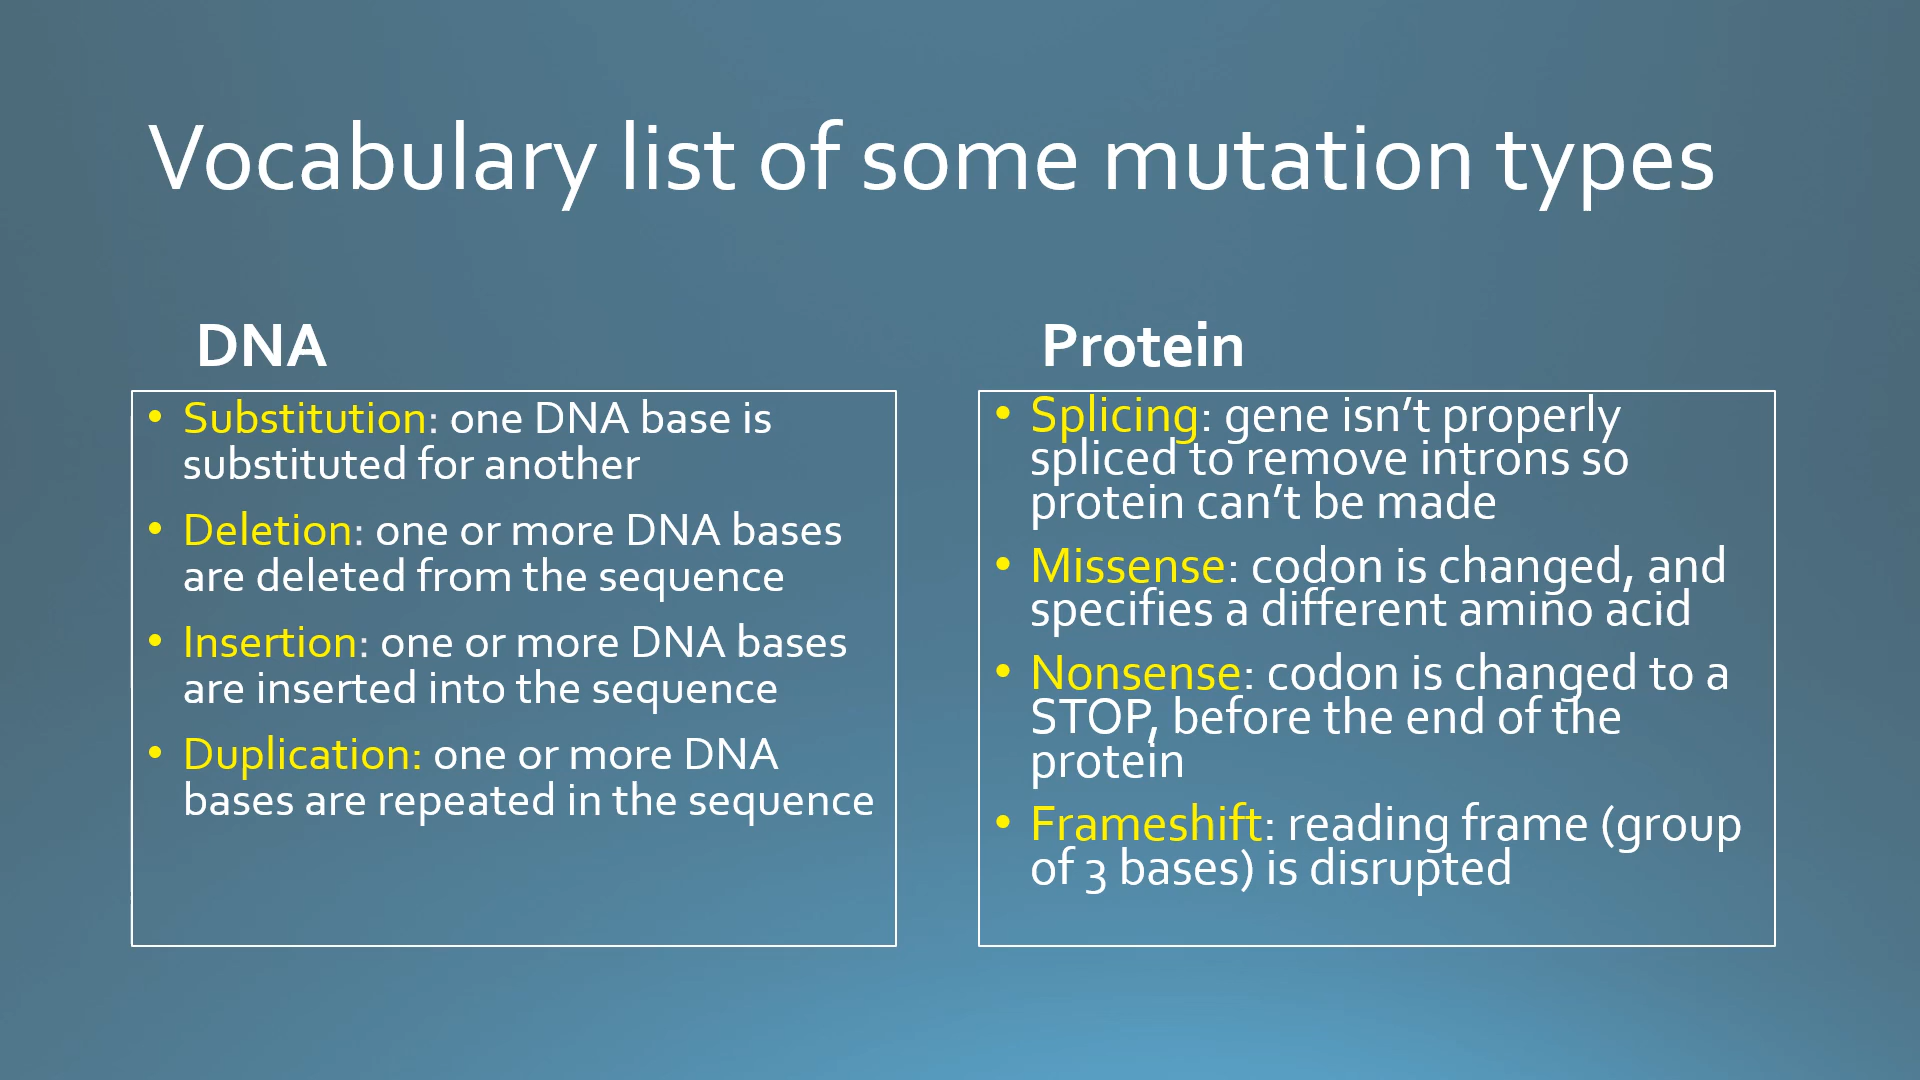 Vocabulary list of some mutation types
DNA
• Substitution: one DNA base is
substituted for another
• Deletion: one or more DNA bases
are deleted from the sequence
• Insertion: one or more DNA bases
are inserted into the sequence
• Duplication: one or more DNA
bases are repeated in the sequence
Protein
• Splicing: gene isn’t properly
spliced to remove introns so
protein can’t be made
• Missense: codon is changed, and
specifies a different amino acid
• Nonsense: codon is changed to a
STOP, before the end of the
protein
• Frameshift: reading frame (group
of 3 bases) is disrupted